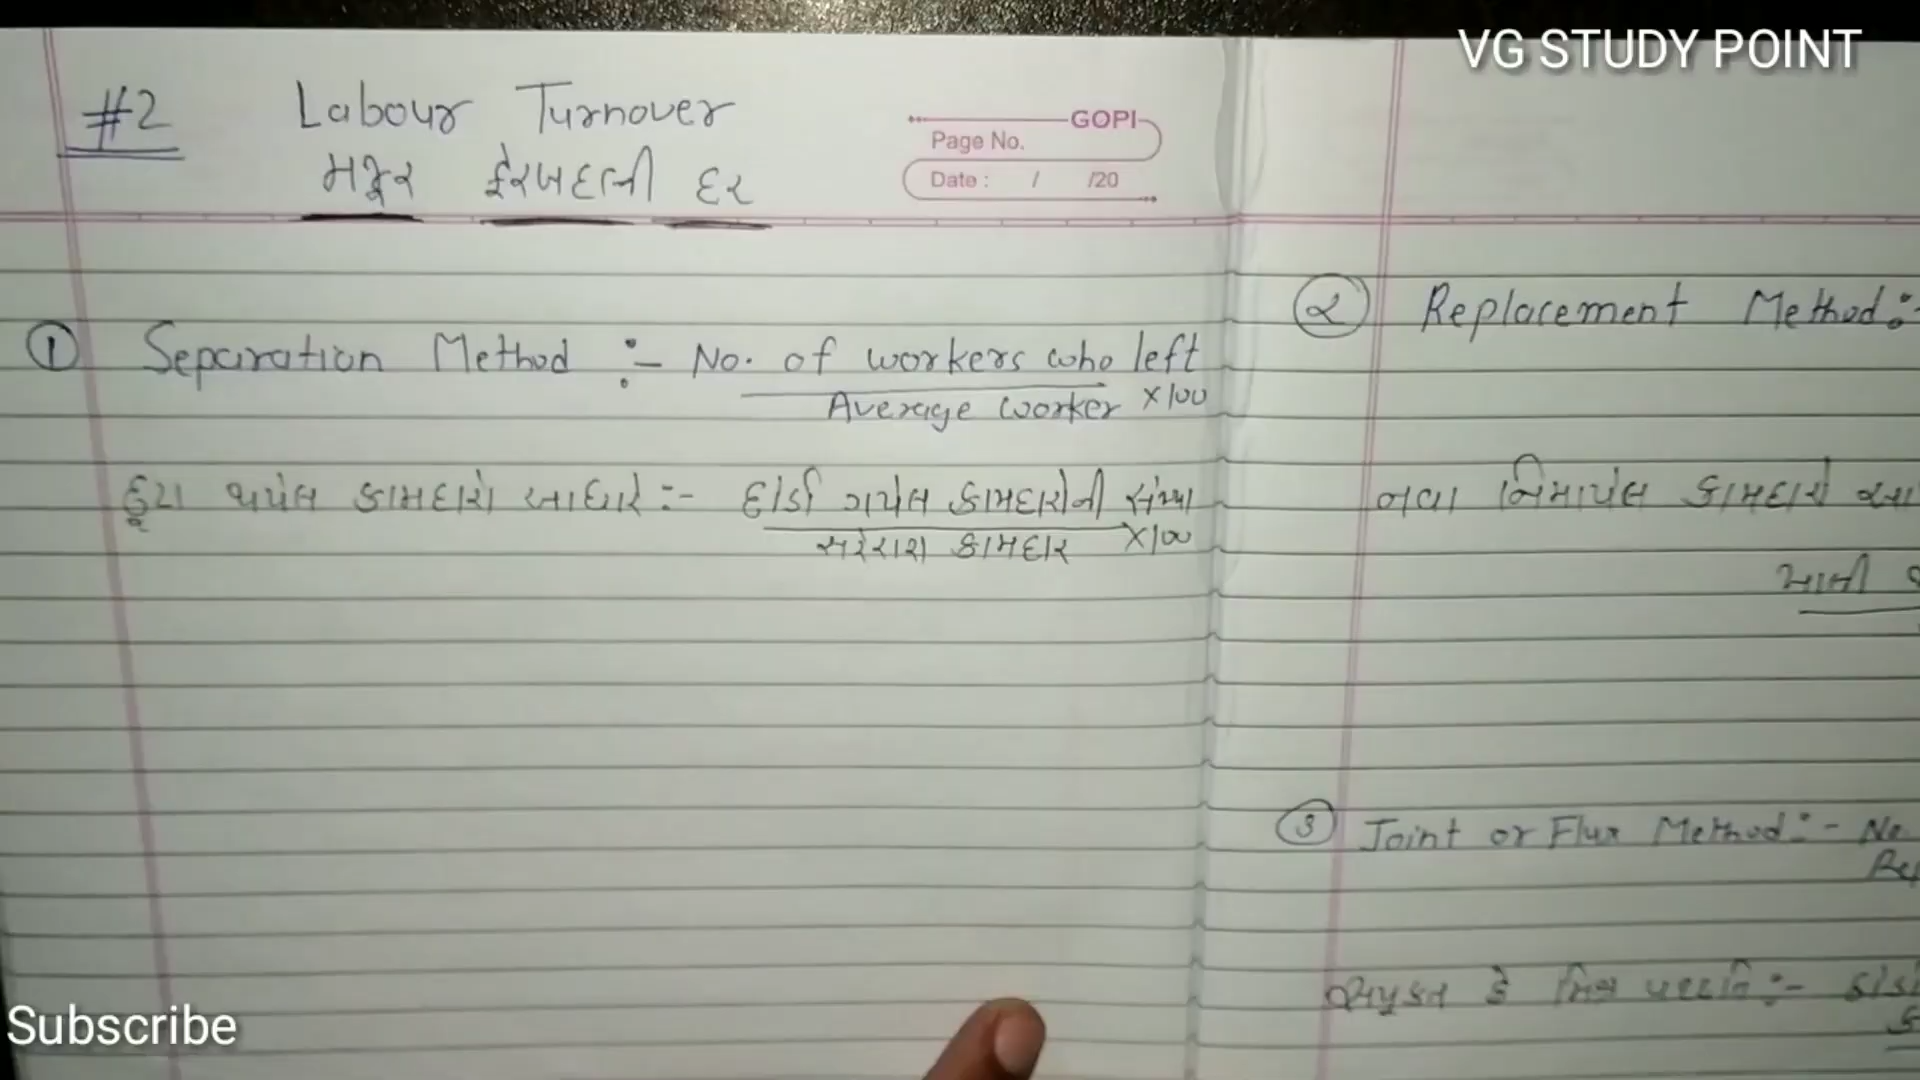 VG STUDY POINT
#2 Labour Turnover
મજૂર ફેરબદલી દર
GOPI
Page No.
Date : / /20
① Separation Method :- No. of workers who left
Average worker ×100
છુટા થયેલ કામદારો આધારે :- છોડી ગયેલ કામદારોની સંખ્યા
સરેરાશ કામદાર ×100
② Replacement Method :-
નવા નિમાયેલ કામદારો
③ Joint or Flux Method :- No.
સંયુક્ત કે મિશ્ર પદ્ધતિ :-
Subscribe